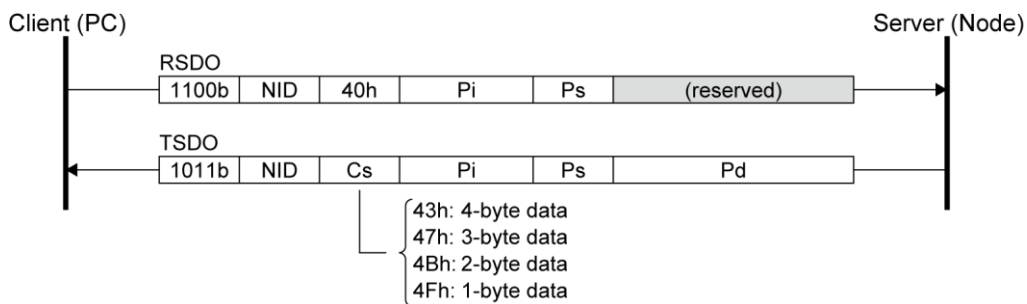 Client (PC) Server (Node)
RSDO
1100b NID 40h Pi Ps (reserved)
TSDO
1011b NID Cs Pi Ps Pd
43h: 4-byte data
47h: 3-byte data
4Bh: 2-byte data
4Fh: 1-byte data